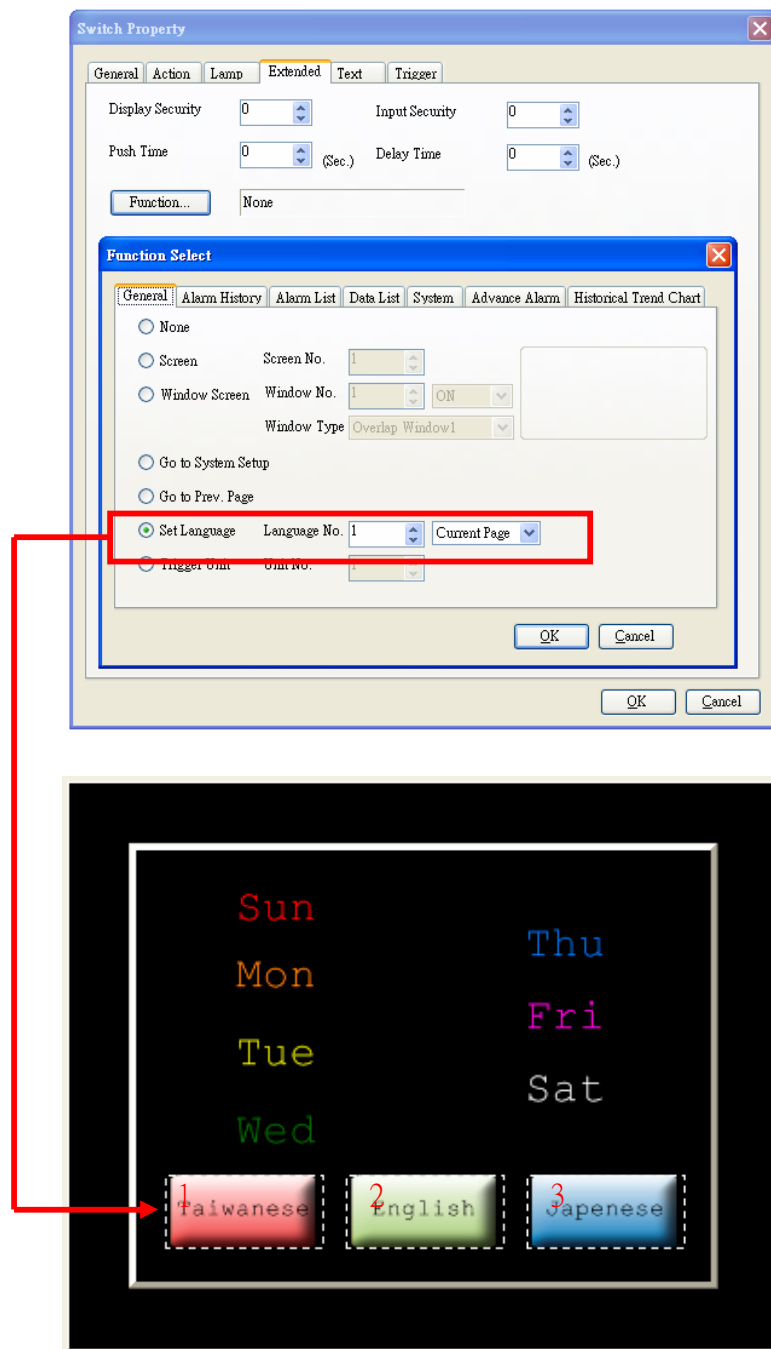 Switch Property
General Action Lamp Extended Text Trigger
Display Security 0 Input Security 0
Push Time 0 (Sec.) Delay Time 0 (Sec.)
Function... None
Function Select
General Alarm History Alarm List Data List System Advance Alarm Historical Trend Chart
None
Screen Screen No. 1
Window Screen Window No. 1 ON
Window Type Overlap Window1
Go to System Setup
Go to Prev. Page
Set Language Language No. 1 Current Page
Trigger Unit Unit No. 1
OK Cancel
OK Cancel
Sun
Thu
Mon
Fri
Tue
Sat
Wed
1 2 3
Taiwanese English Japenese